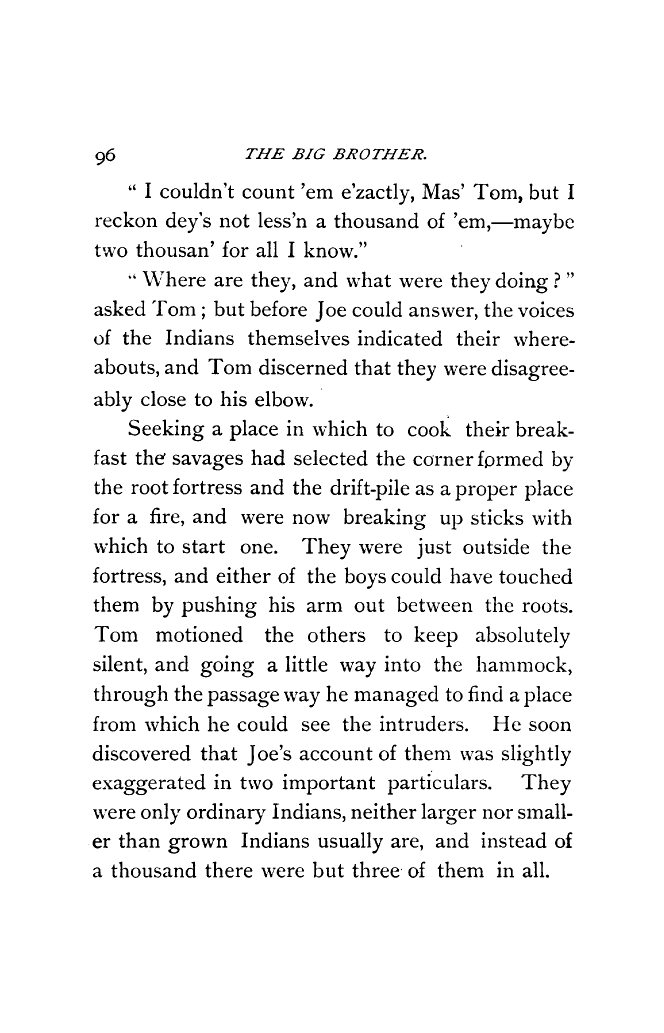 96 THE BIG BROTHER.
" I couldn't count 'em e'zactly, Mas' Tom, but I
reckon dey's not less'n a thousand of 'em,—maybe
two thousan' for all I know."
" Where are they, and what were they doing ? "
asked Tom ; but before Joe could answer, the voices
of the Indians themselves indicated their where-
abouts, and Tom discerned that they were disagree-
ably close to his elbow.
Seeking a place in which to cook their break-
fast the savages had selected the corner formed by
the root fortress and the drift-pile as a proper place
for a fire, and were now breaking up sticks with
which to start one. They were just outside the
fortress, and either of the boys could have touched
them by pushing his arm out between the roots.
Tom motioned the others to keep absolutely
silent, and going a little way into the hammock,
through the passage way he managed to find a place
from which he could see the intruders. He soon
discovered that Joe's account of them was slightly
exaggerated in two important particulars. They
were only ordinary Indians, neither larger nor small-
er than grown Indians usually are, and instead of
a thousand there were but three of them in all.